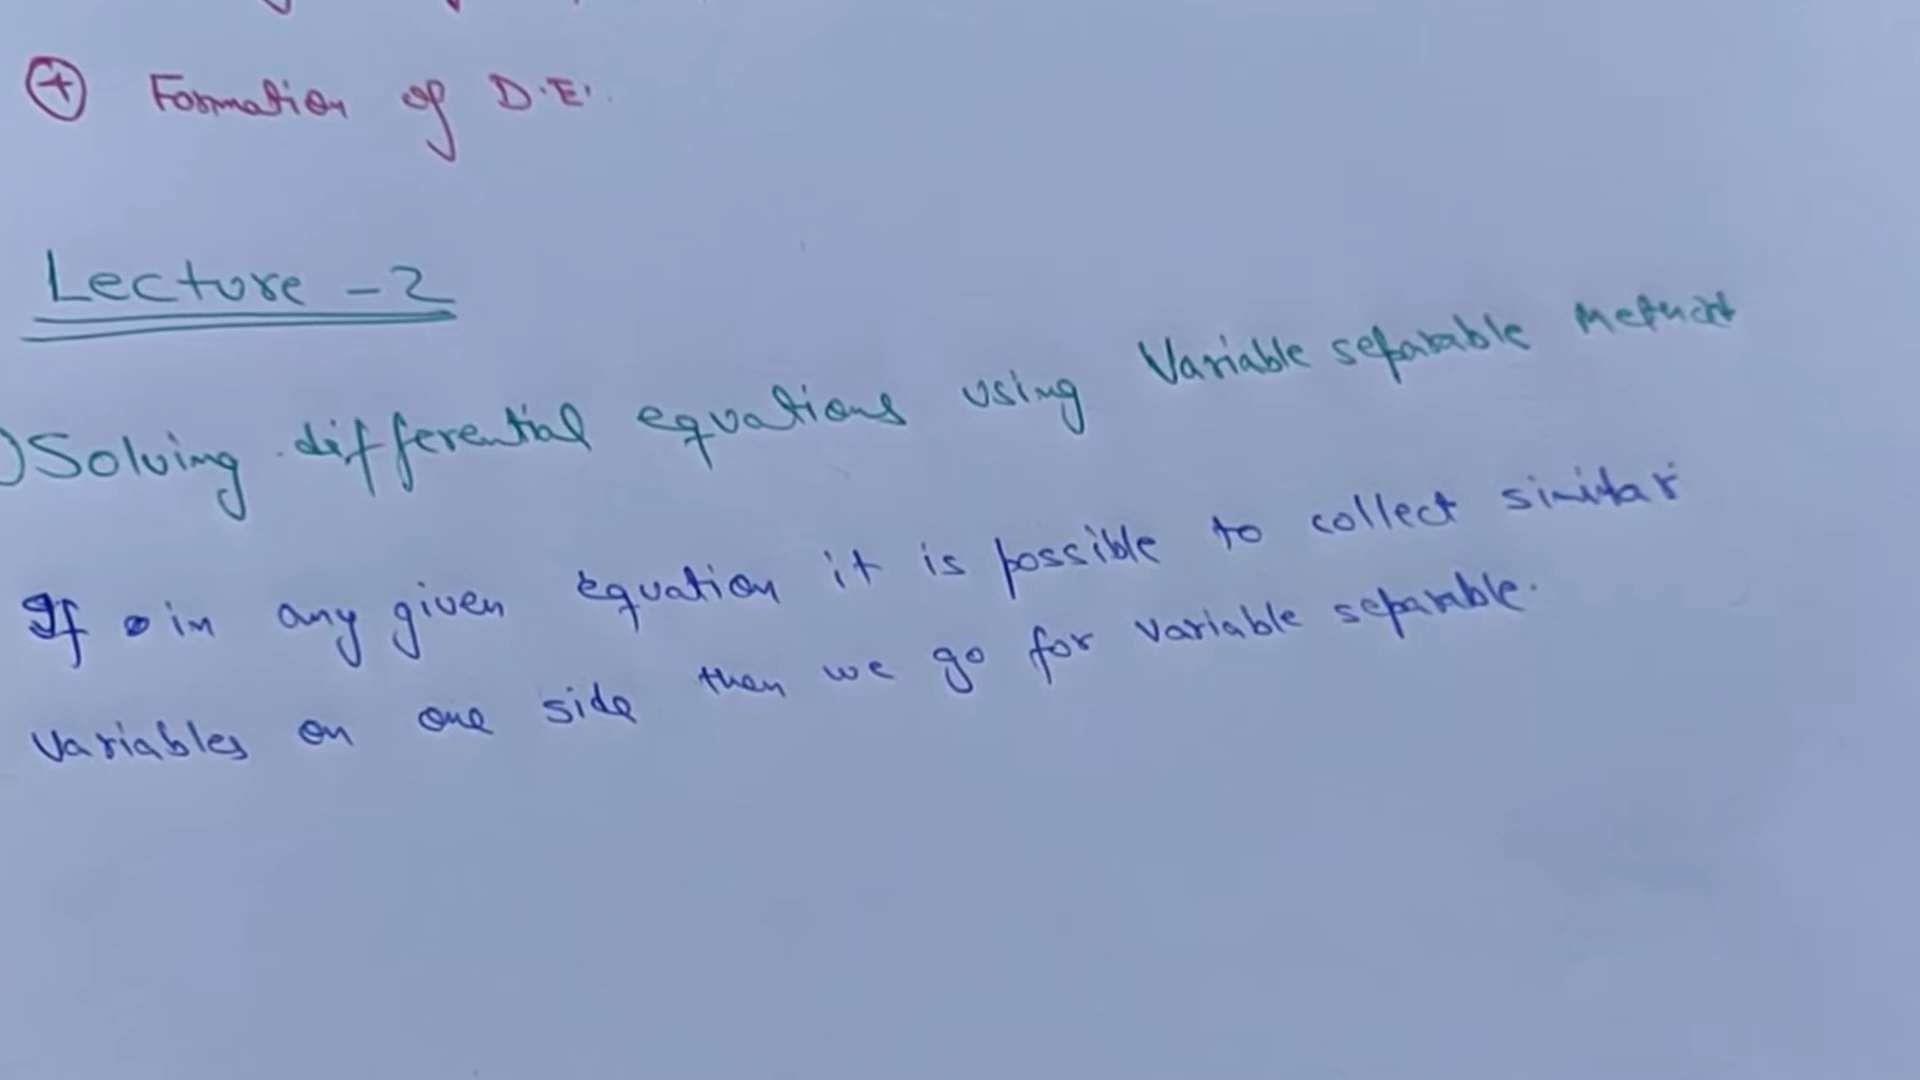 + Formation of D.E.
Lecture - 2
) Solving differential equations using Variable separable Method
If in any given equation it is possible to collect similar
variables on one side then we go for variable separable.